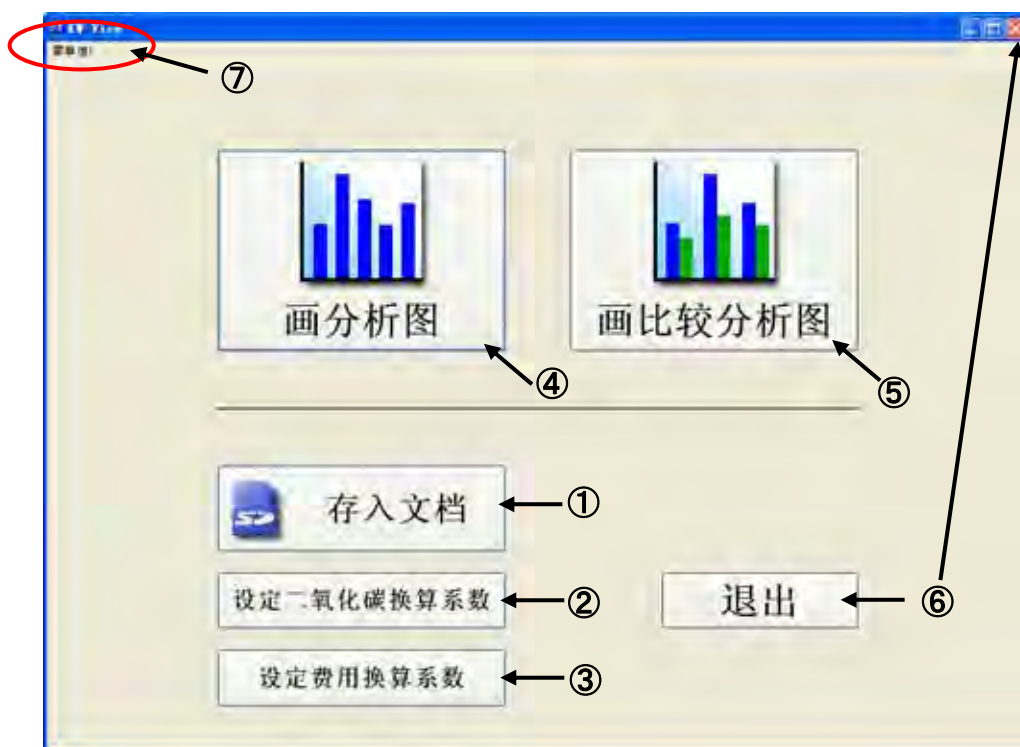 ⑦
画分析图
画比较分析图
④
⑤
存入文档
①
设定二氧化碳换算系数
②
退出
⑥
设定费用换算系数
③